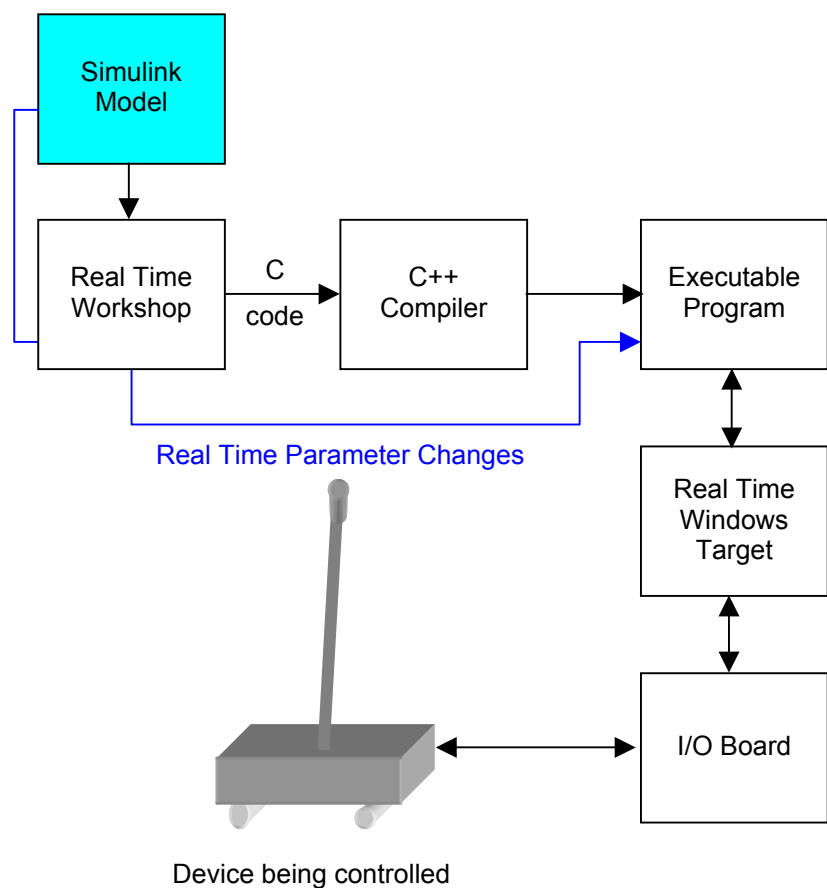 Simulink
Model
Real Time
Workshop
C
code
C++
Compiler
Executable
Program
Real Time Parameter Changes
Real Time
Windows
Target
I/O Board
Device being controlled